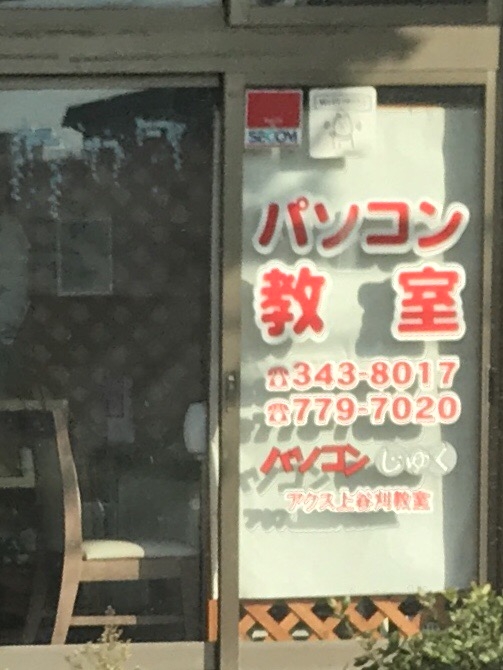 SECOM
パソコン
教室
☎343-8017
☎779-7020
パソコンじゅく
アクス上谷刈教室